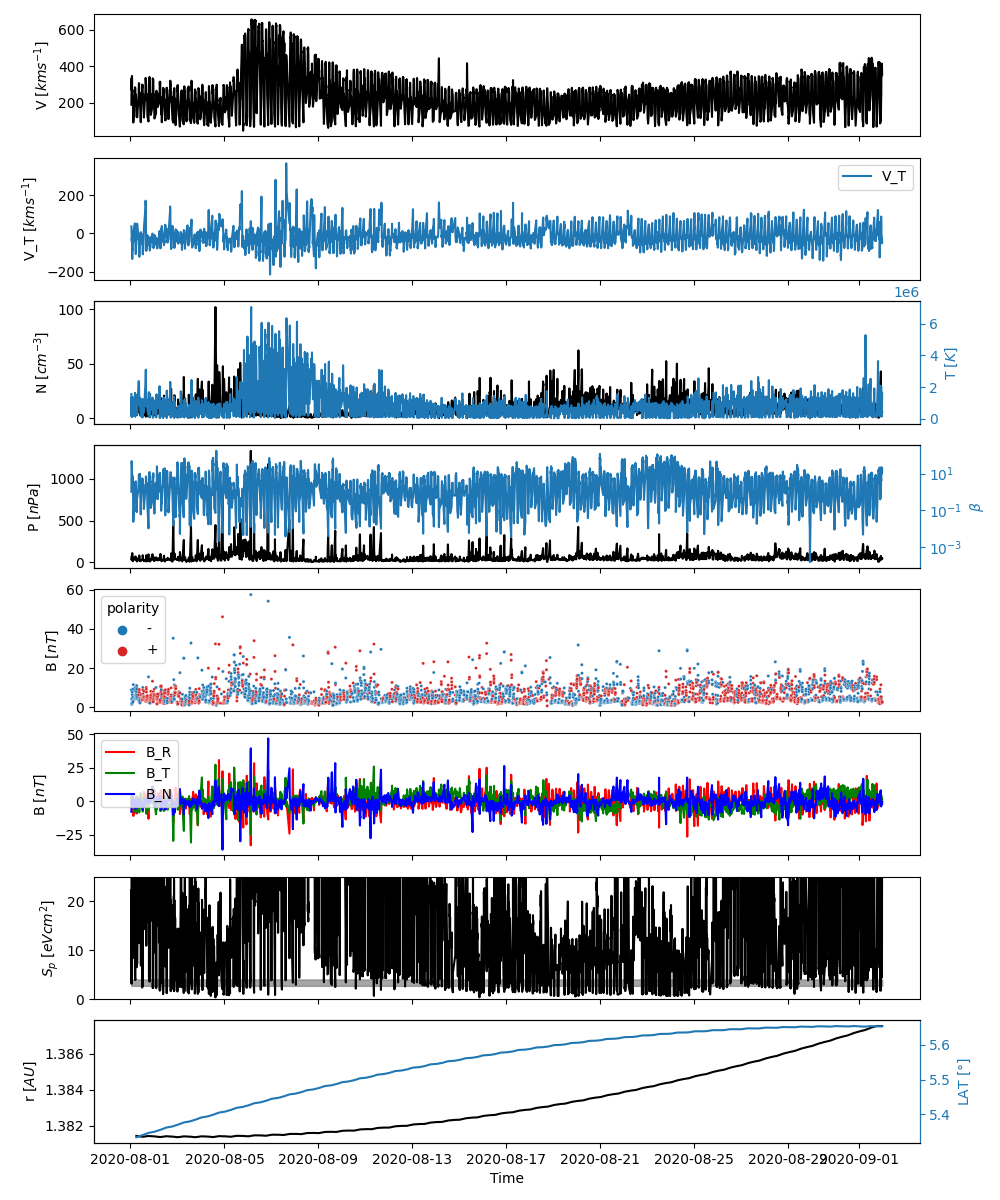 600
400
200
V [kms⁻¹]
V_T
200
0
−200
V_T [kms⁻¹]
1e6
100
50
0
N [cm⁻³]
6
4
2
0
T [K]
1000
500
0
P [nPa]
10¹
10⁻¹
10⁻³
β
60
40
20
0
B [nT]
polarity
-
+
50
25
0
−25
B [nT]
B_R
B_T
B_N
20
10
0
Sₚ [eVcm²]
1.386
1.384
1.382
r [AU]
5.6
5.5
5.4
LAT [°]
2020-08-01 2020-08-05 2020-08-09 2020-08-13 2020-08-17 2020-08-21 2020-08-25 2020-08-29 2020-09-01
Time